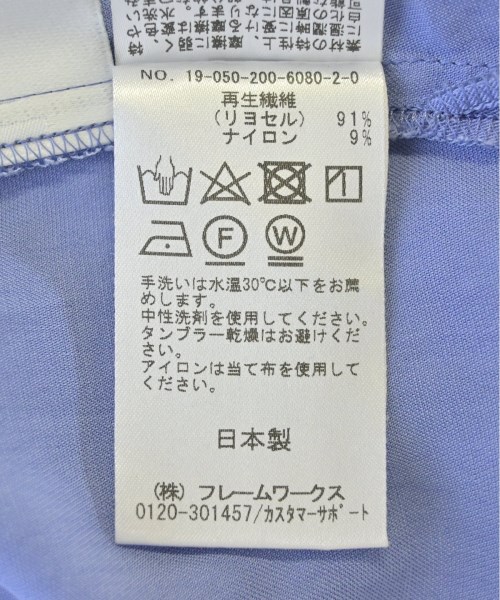 NO. 19-050-200-6080-2-0
再生繊維
(リヨセル) 91%
ナイロン 9%
F
W
手洗いは水温30℃以下をお薦
めします。
中性洗剤を使用してください。
タンブラー乾燥はお避けくださ
い。
アイロンは当て布を使用して
ください。
日本製
(株) フレームワークス
0120-301457/カスタマーサポート